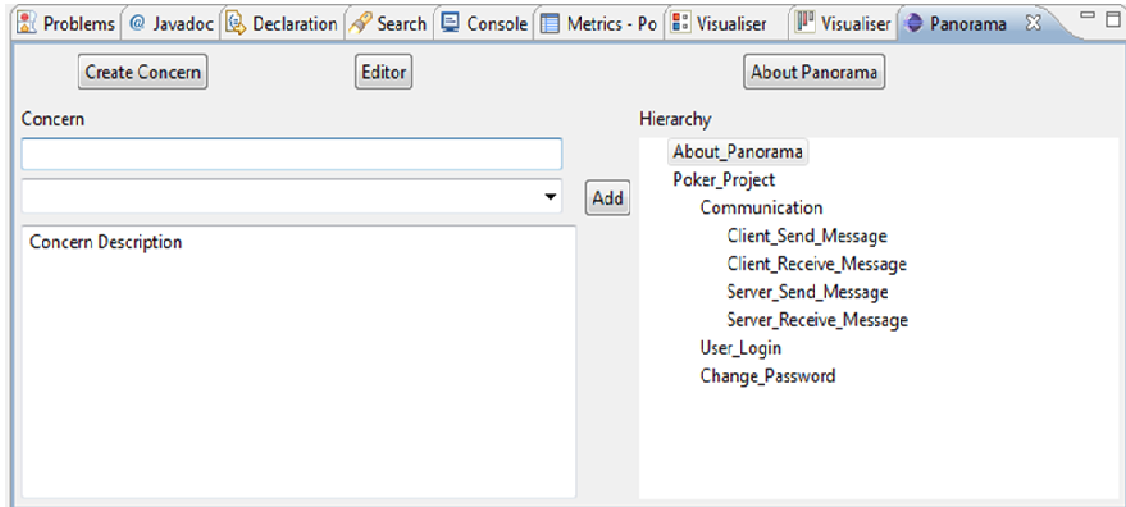 Problems @ Javadoc Declaration Search Console Metrics - Po Visualiser Visualiser Panorama
Create Concern Editor About Panorama
Concern
Hierarchy
About_Panorama
Poker_Project
Add
Communication
Concern Description
Client_Send_Message
Client_Receive_Message
Server_Send_Message
Server_Receive_Message
User_Login
Change_Password